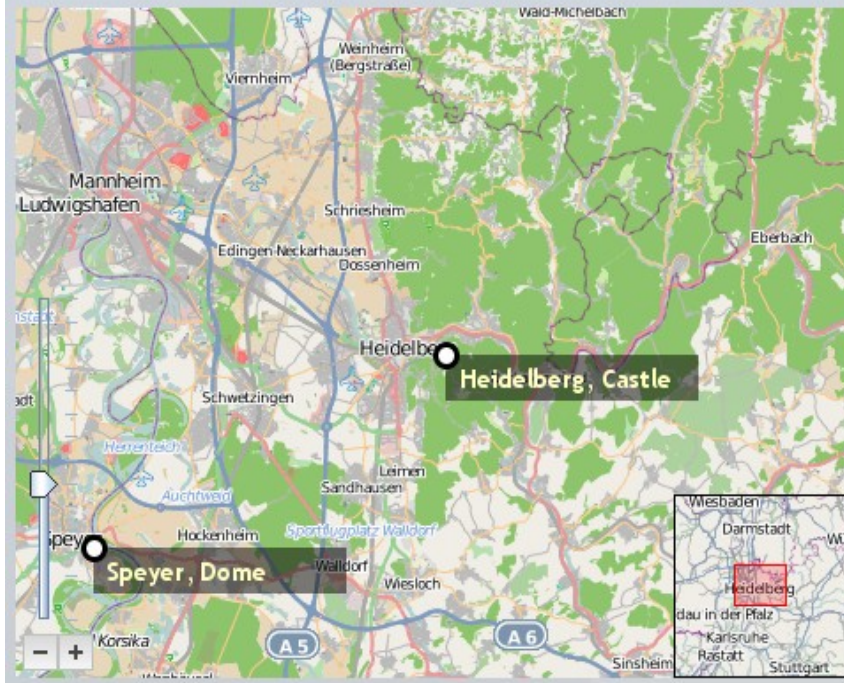 Wald-Michelbach
Weinheim
(Bergstraße)
Viernheim
Mannheim
Ludwigshafen
Schriesheim
Edingen-Neckarhausen
Dossenheim
Eberbach
Heidelbe
Heidelberg, Castle
Schwetzingen
Herrenteich
Leimen
Sandhausen
Auchtweid
Hockenheim
Sportflugplatz Walldorf
Speye
Speyer, Dome
Walldorf
Wiesloch
Korsika
A 5
A 6
Sinsheim
Wiesbaden
Darmstadt
Heidelberg
dau in der Pfalz
Karlsruhe
Rastatt
Stuttgart